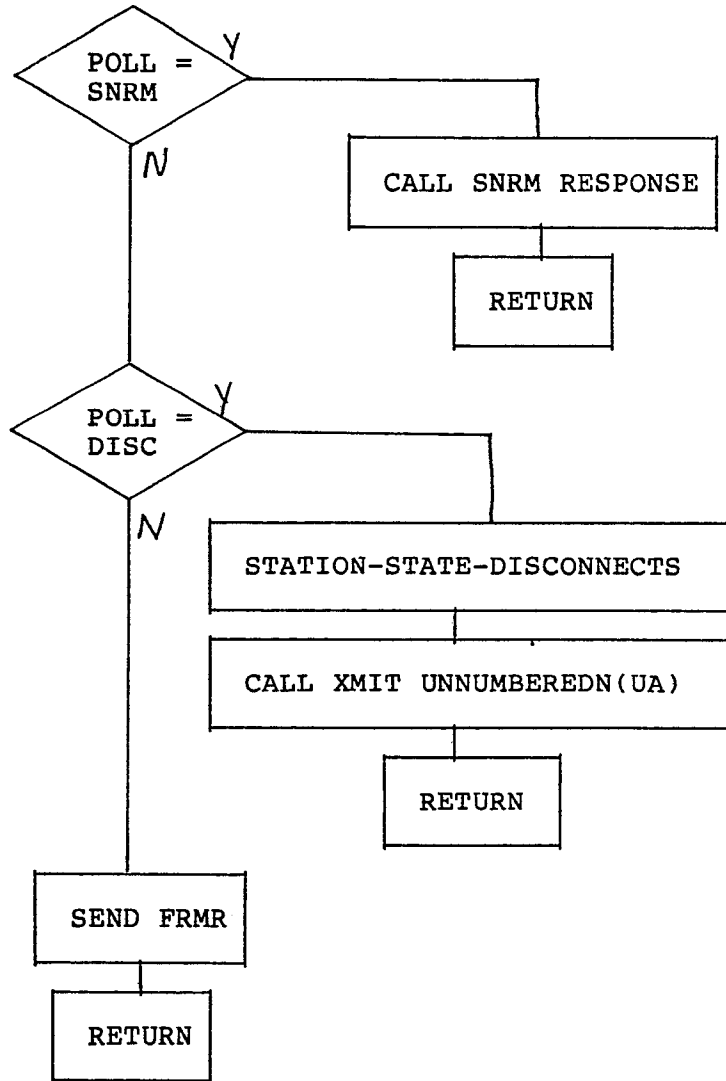 POLL =
SNRM
Y
N
CALL SNRM RESPONSE
RETURN
POLL =
DISC
Y
N
STATION-STATE-DISCONNECTS
CALL XMIT UNNUMBEREDN(UA)
RETURN
SEND FRMR
RETURN